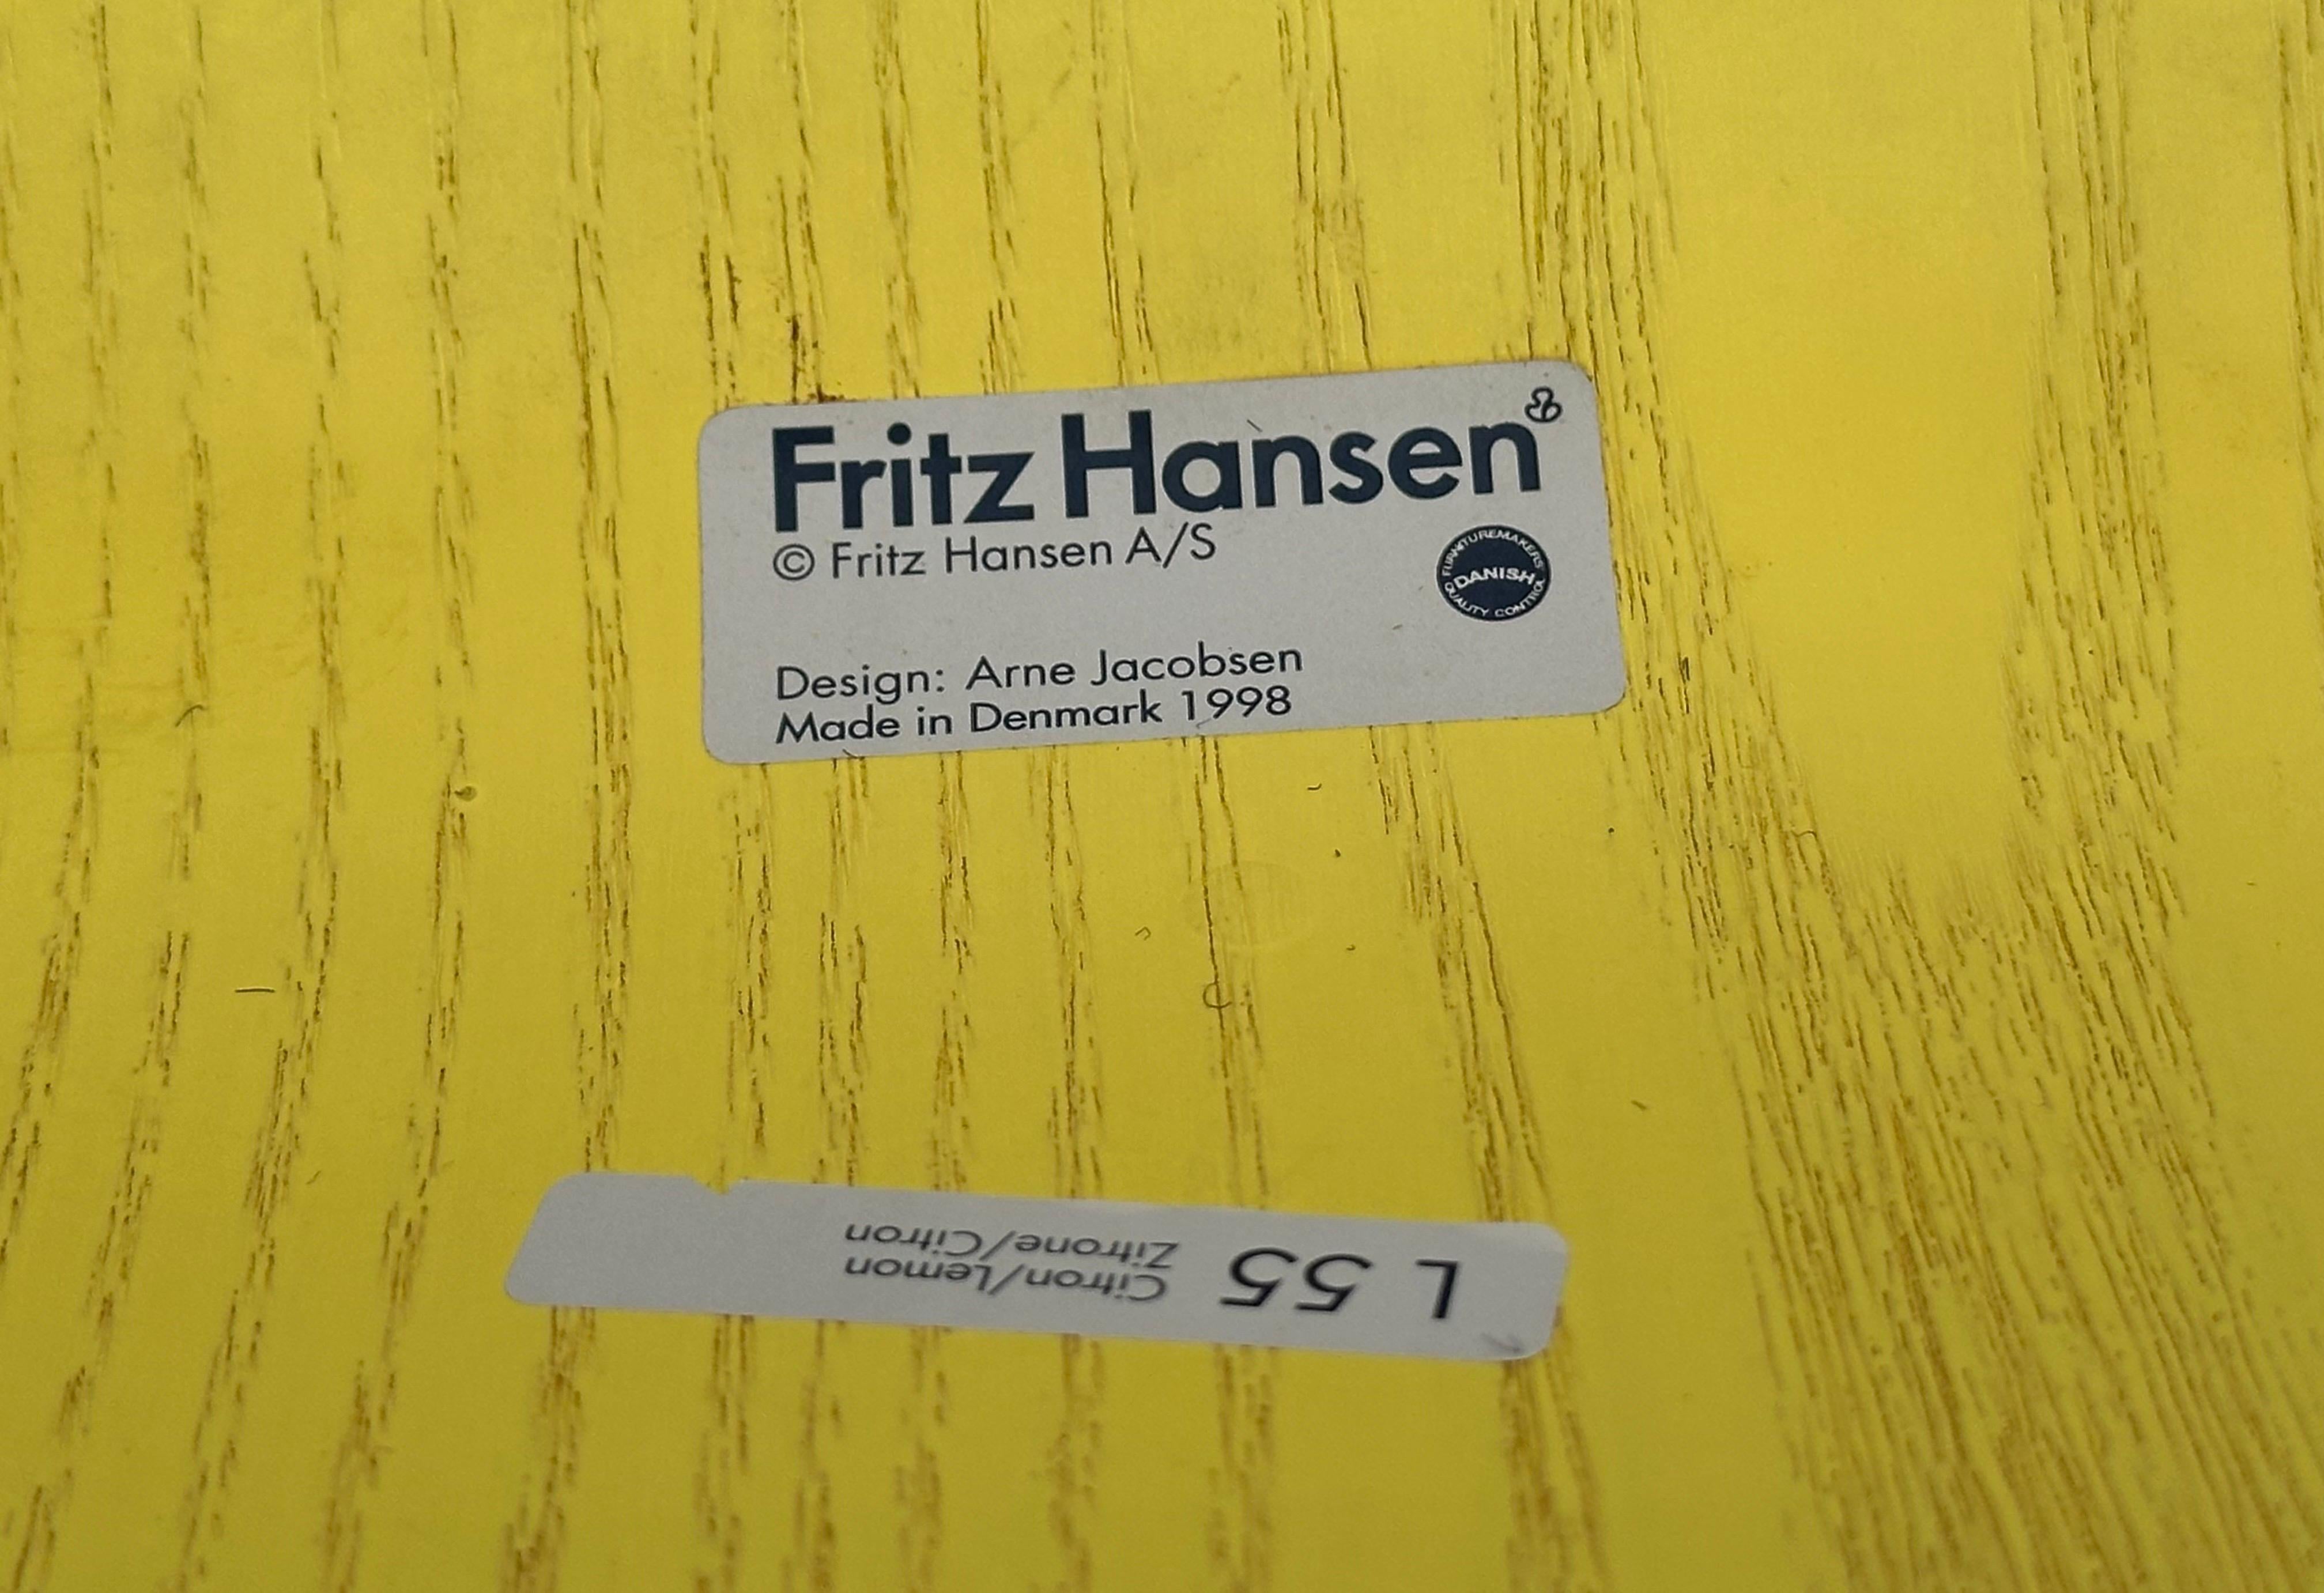 Fritz Hansen
© Fritz Hansen A/S
FURNITUREMAKERS'
DANISH
QUALITY CONTROL
Design: Arne Jacobsen
Made in Denmark 1998
L 55
Citron/Lemon
Zitrone/Citron